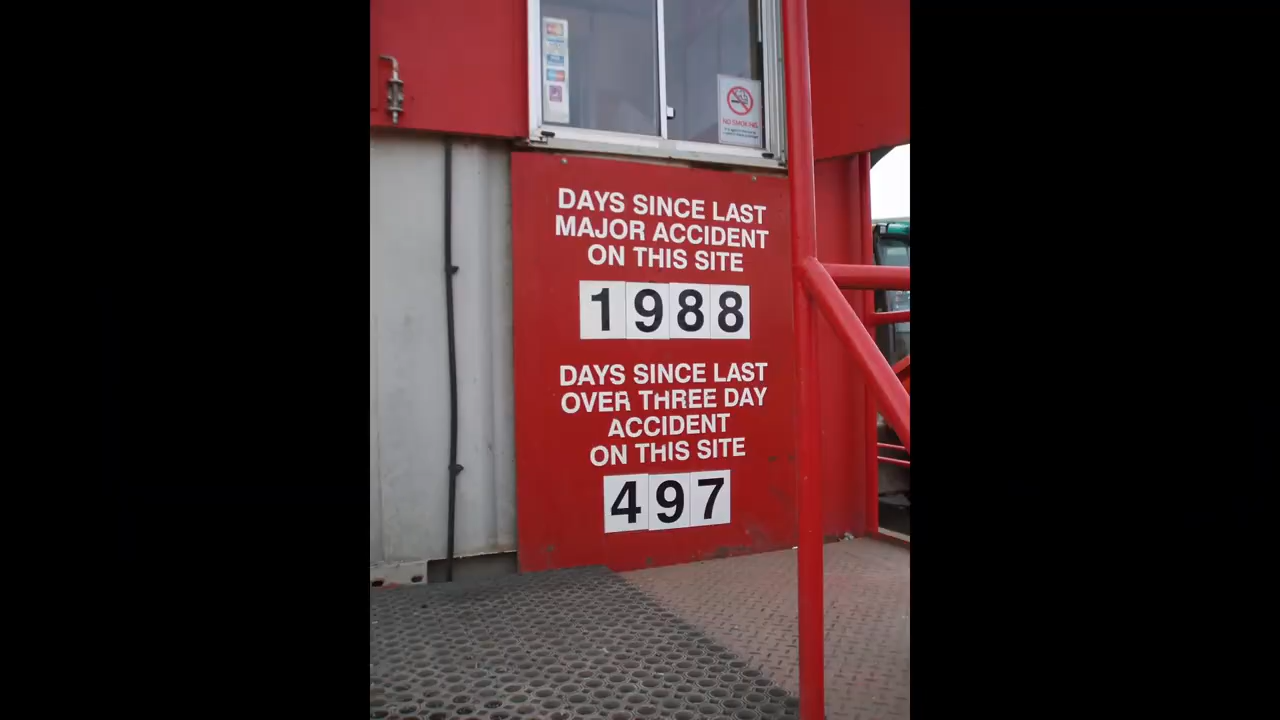 NO SMOKING
DAYS SINCE LAST
MAJOR ACCIDENT
ON THIS SITE
1988
DAYS SINCE LAST
OVER THREE DAY
ACCIDENT
ON THIS SITE
497